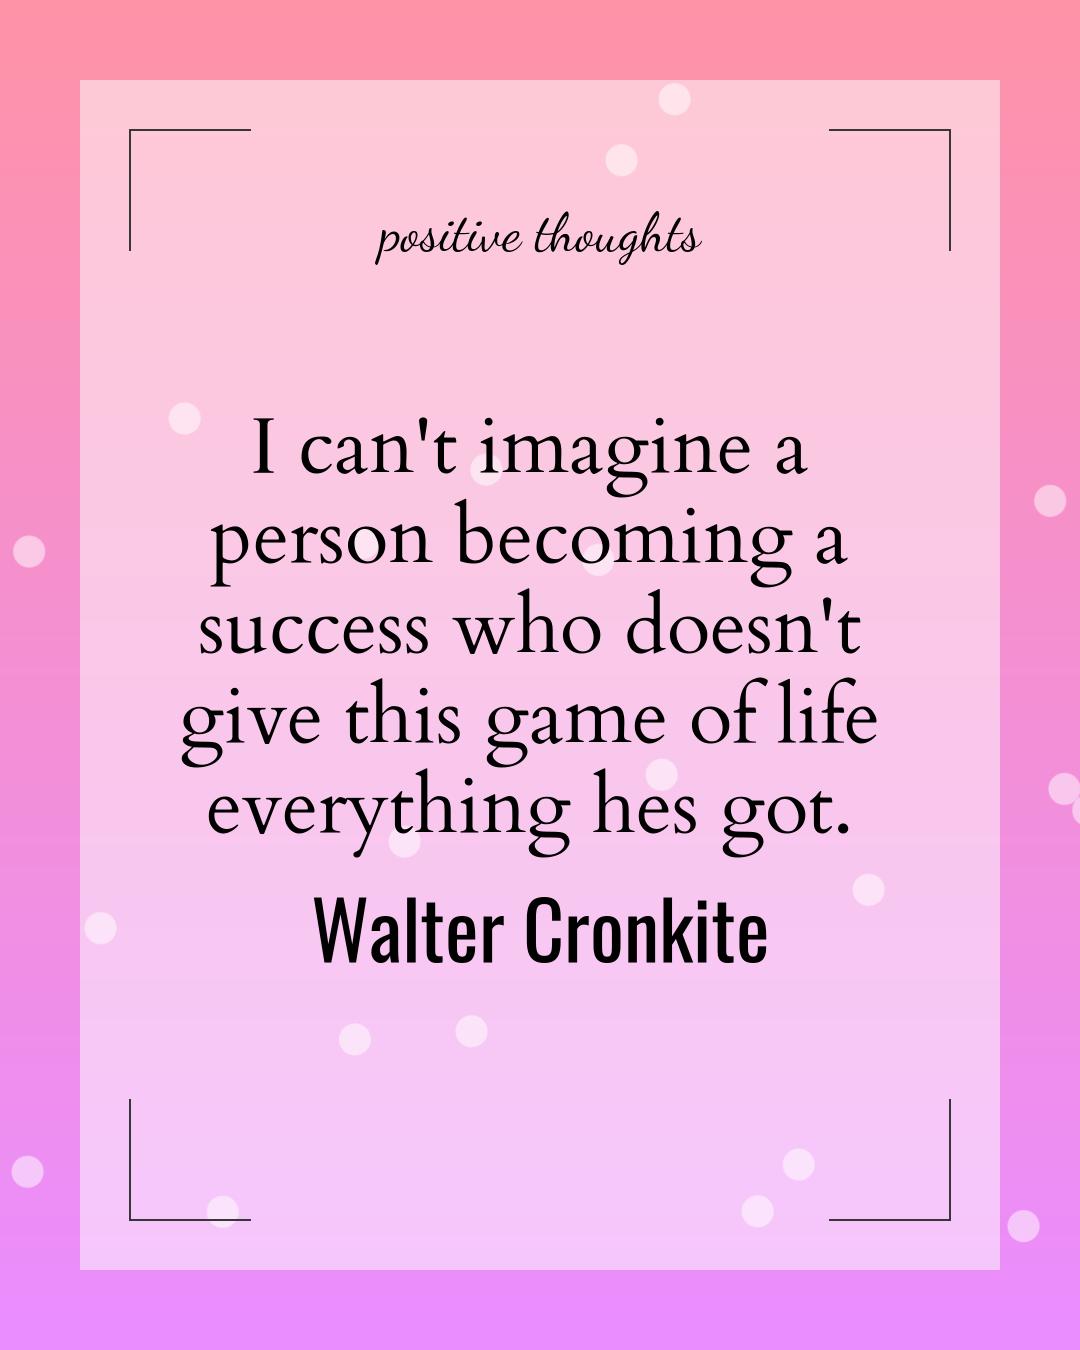 positive thoughts
I can't imagine a
person becoming a
success who doesn't
give this game of life
everything hes got.
Walter Cronkite